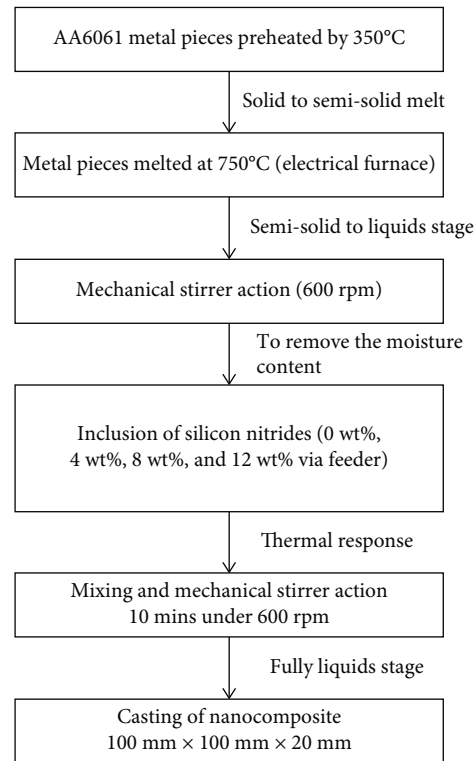 AA6061 metal pieces preheated by 350°C
Solid to semi-solid melt
Metal pieces melted at 750°C (electrical furnace)
Semi-solid to liquids stage
Mechanical stirrer action (600 rpm)
To remove the moisture
content
Inclusion of silicon nitrides (0 wt%,
4 wt%, 8 wt%, and 12 wt% via feeder)
Thermal response
Mixing and mechanical stirrer action
10 mins under 600 rpm
Fully liquids stage
Casting of nanocomposite
100 mm × 100 mm × 20 mm